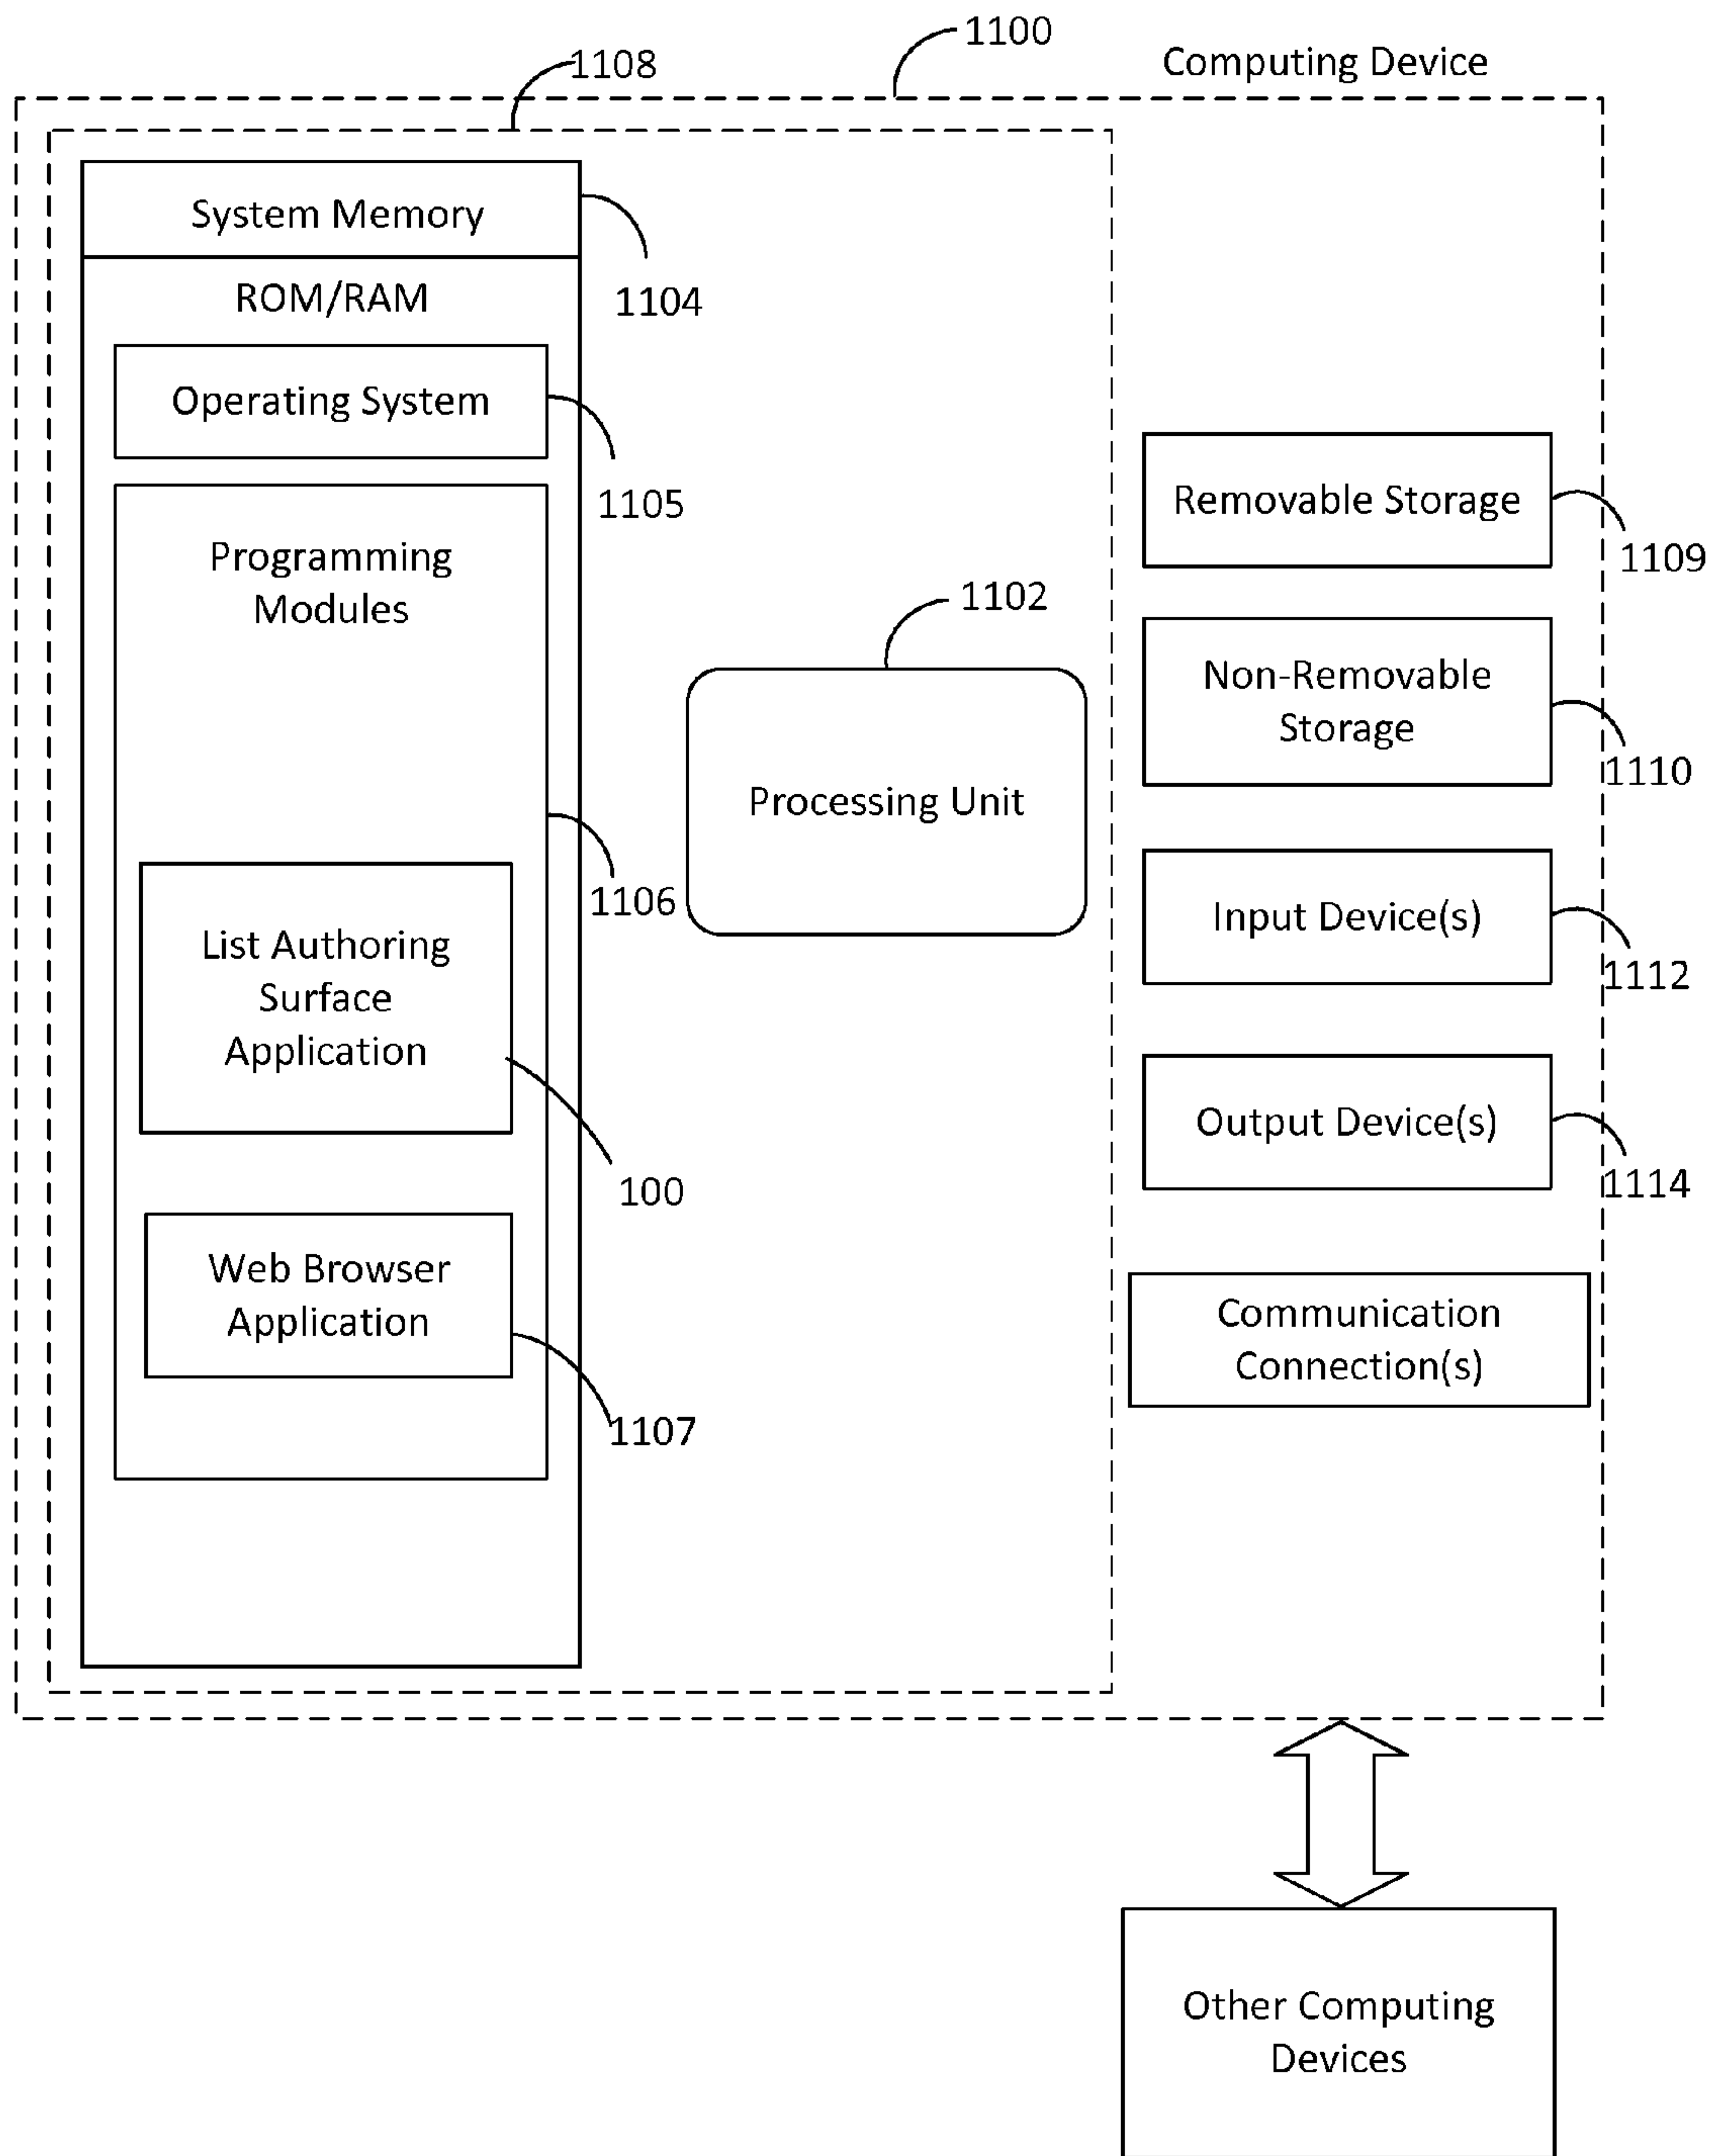 1100
Computing Device
1108
System Memory
1104
ROM/RAM
Operating System
1105
Programming
Modules
1106
List Authoring
Surface
Application
100
Web Browser
Application
1107
1102
Processing Unit
Removable Storage
1109
Non-Removable
Storage
1110
Input Device(s)
1112
Output Device(s)
1114
Communication
Connection(s)
Other Computing
Devices